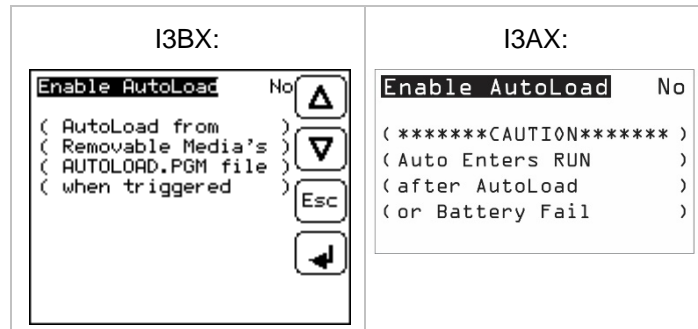 I3BX:
Enable AutoLoad No
( AutoLoad from )
( Removable Media's )
( AUTOLOAD.PGM file )
( when triggered )
Esc
I3AX:
Enable AutoLoad No
(*******CAUTION*******)
(Auto Enters RUN )
(after AutoLoad )
(or Battery Fail )